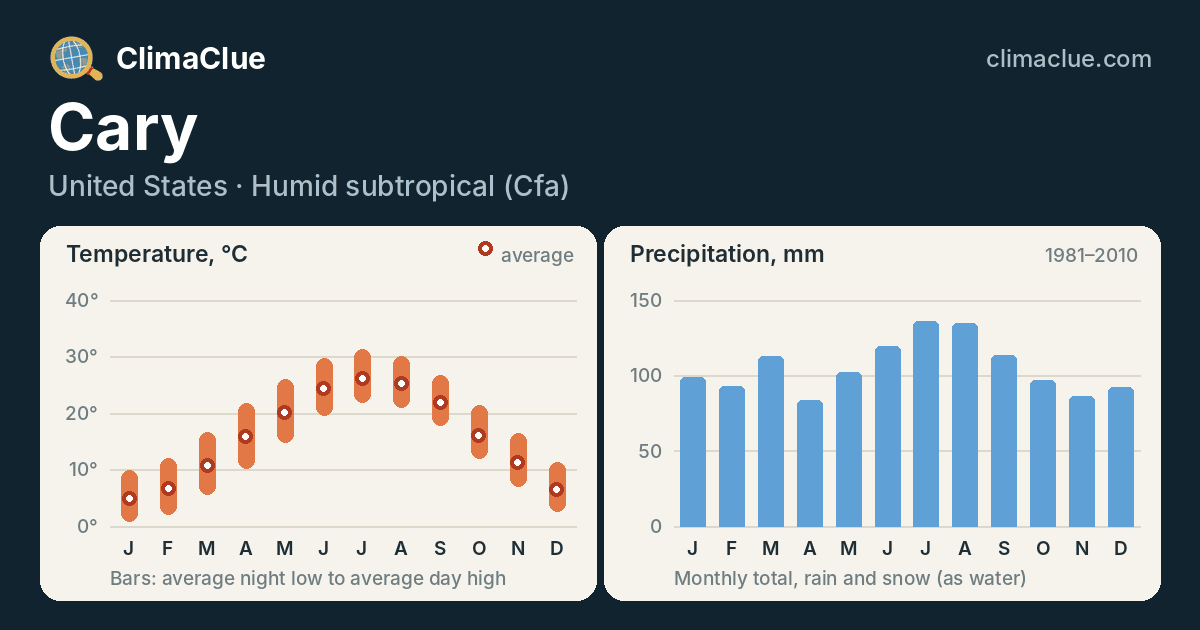 ClimaClue
climaclue.com
Cary
United States · Humid subtropical (Cfa)
Temperature, °C
average
40°
30°
20°
10°
0°
J F M A M J J A S O N D
Bars: average night low to average day high
Precipitation, mm
1981–2010
150
100
50
0
J F M A M J J A S O N D
Monthly total, rain and snow (as water)